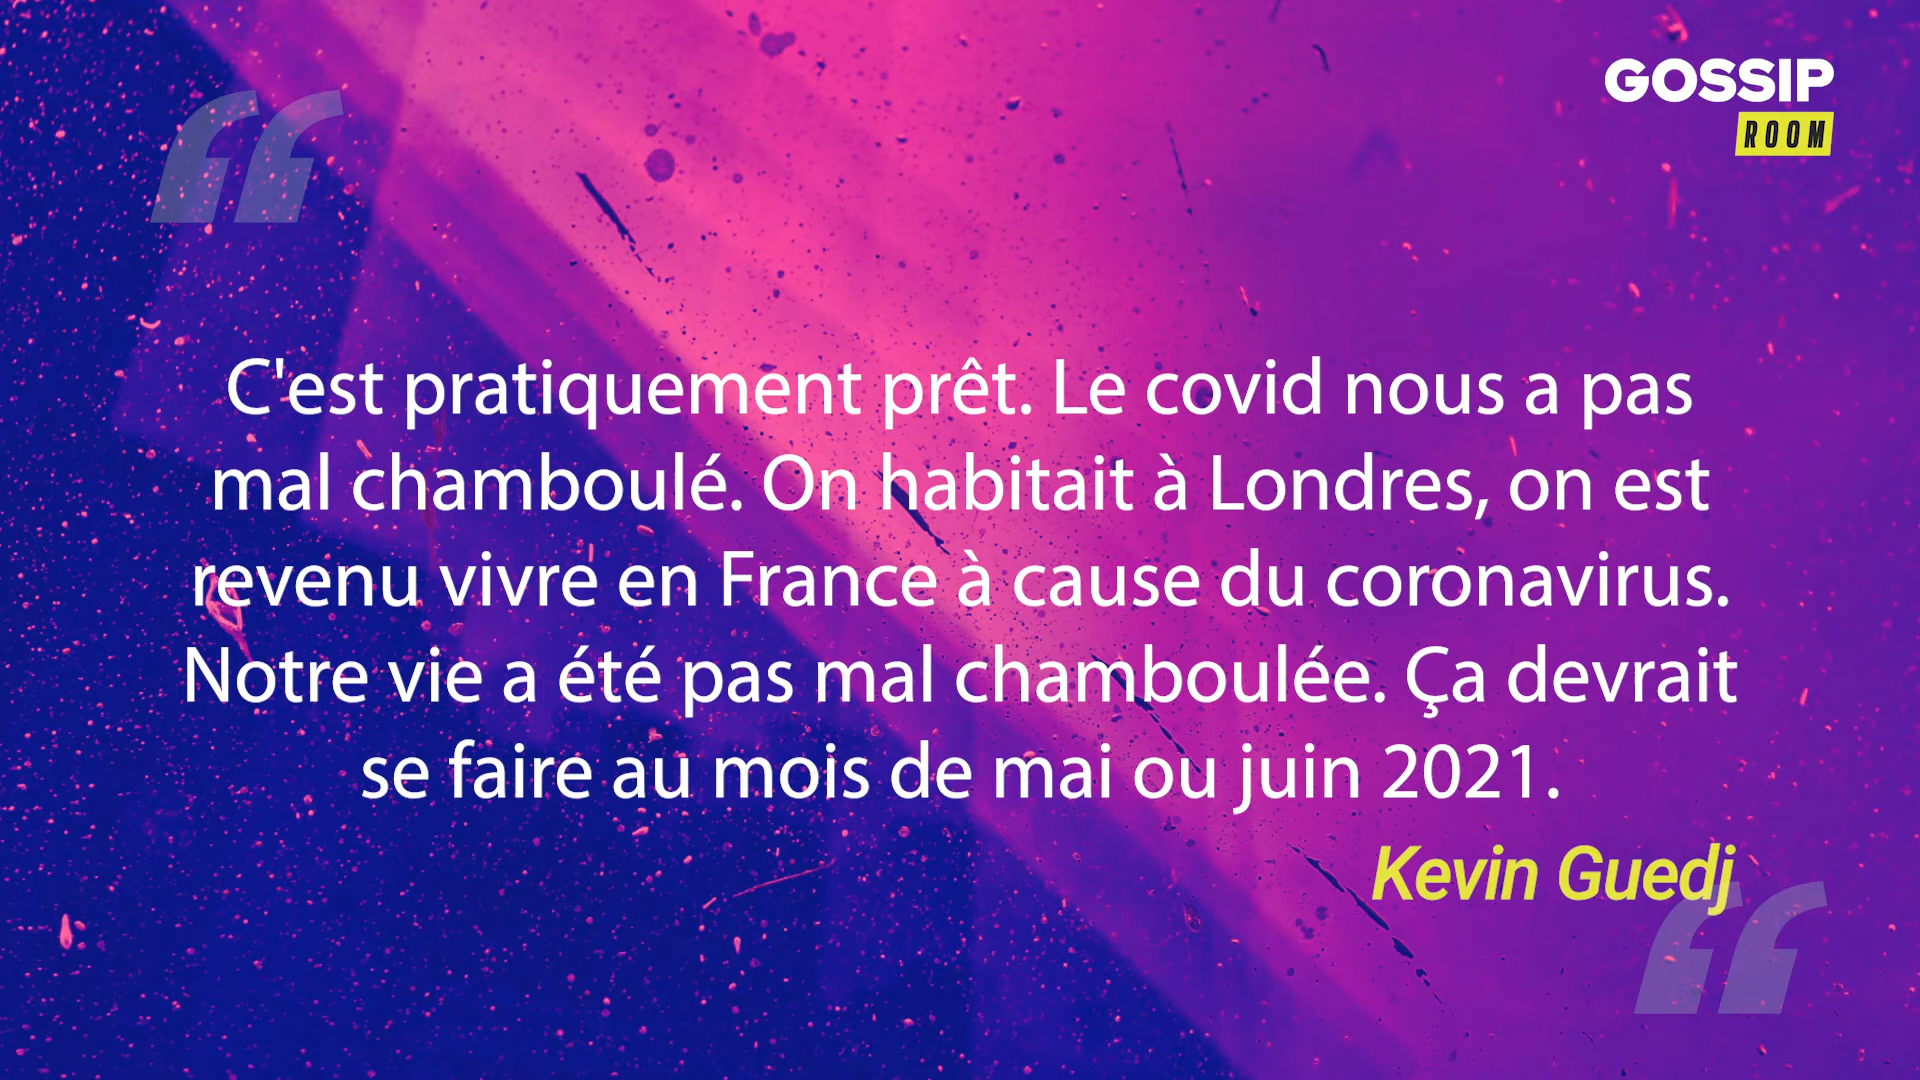 GOSSIP
ROOM
C'est pratiquement prêt. Le covid nous a pas
mal chamboulé. On habitait à Londres, on est
revenu vivre en France à cause du coronavirus.
Notre vie a été pas mal chamboulée. Ça devrait
se faire au mois de mai ou juin 2021.
Kevin Guedj